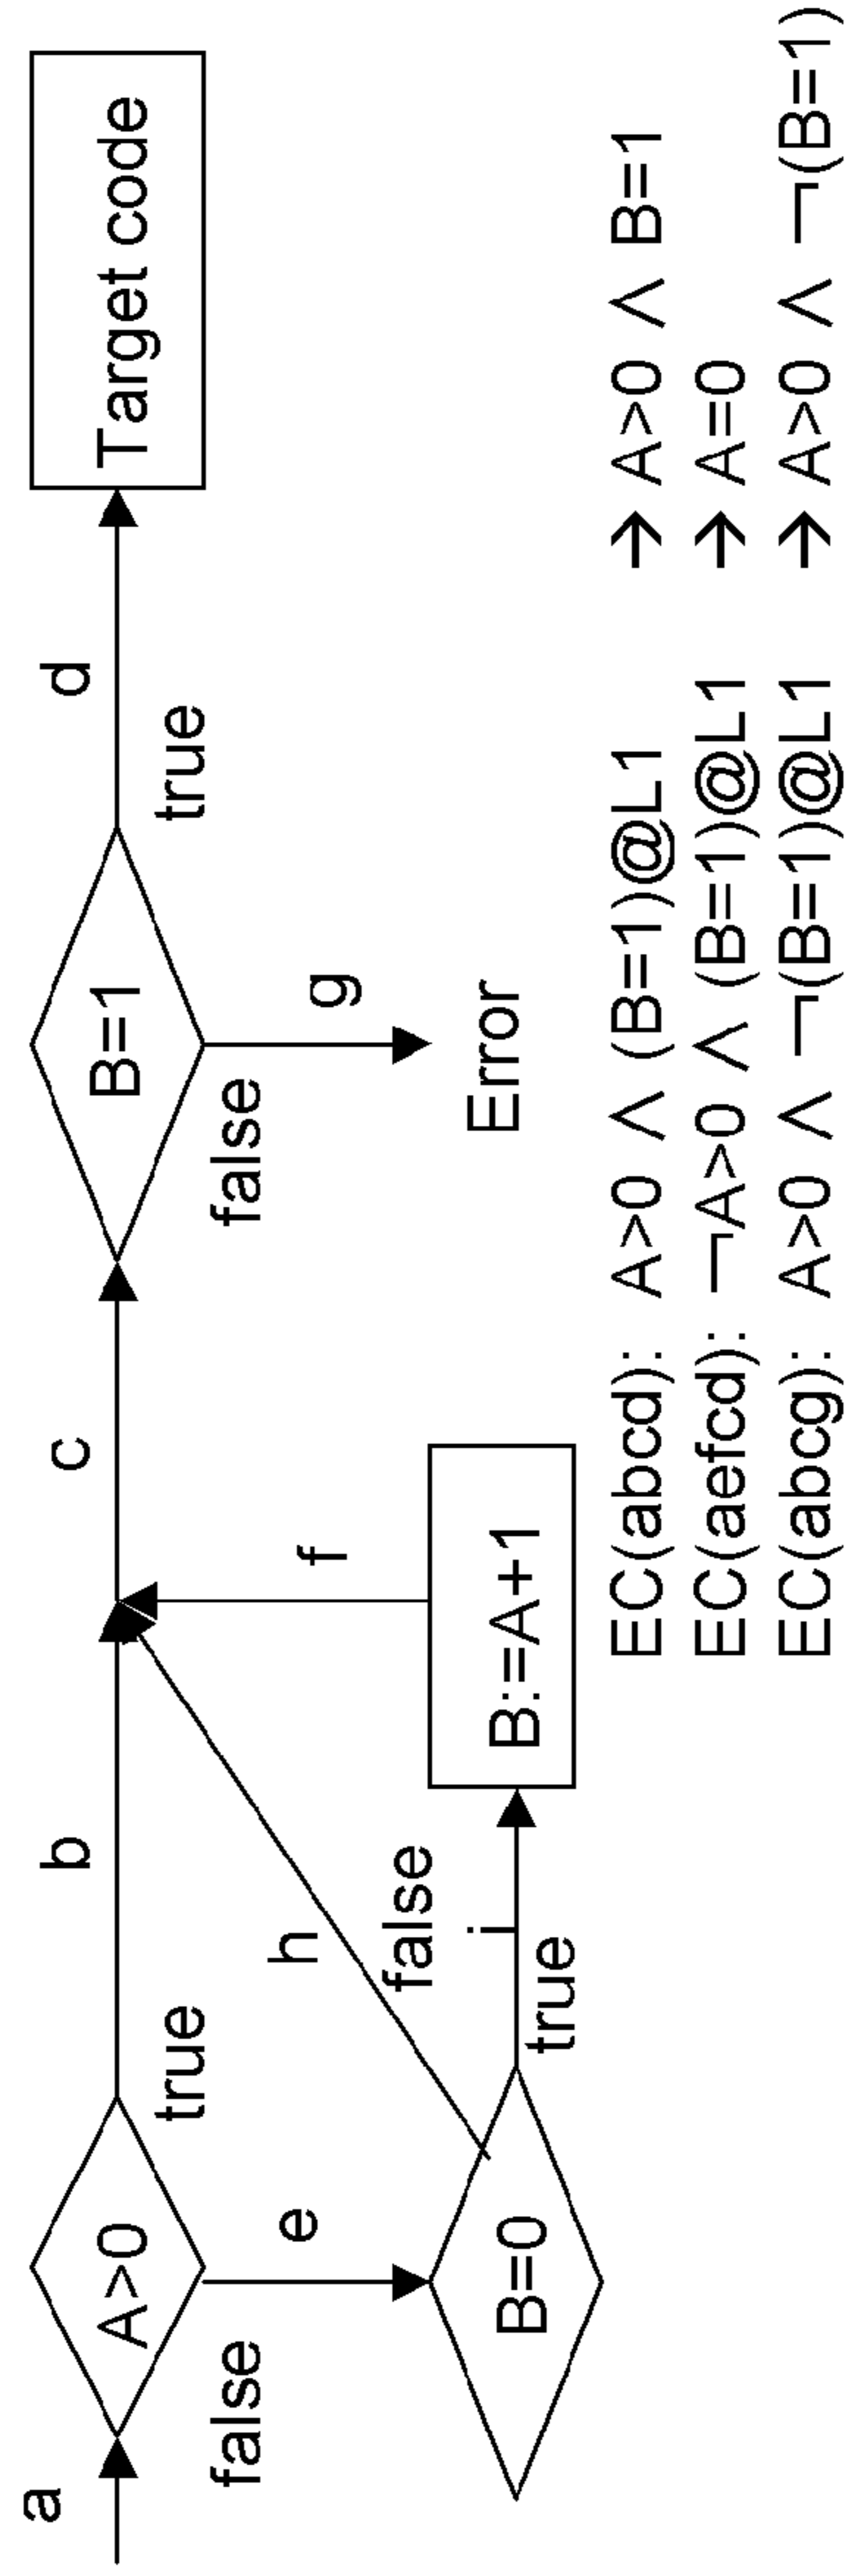 a
A>0
true
b
c
B=1
true
d
Target code
false
e
h
f
false
g
B=0
false
i
true
B:=A+1
Error
EC(abcd): A>0 ∧ (B=1)@L1 → A>0 ∧ B=1
EC(aefcd): ¬A>0 ∧ (B=1)@L1 → A=0
EC(abcg): A>0 ∧ ¬(B=1)@L1 → A>0 ∧ ¬(B=1)